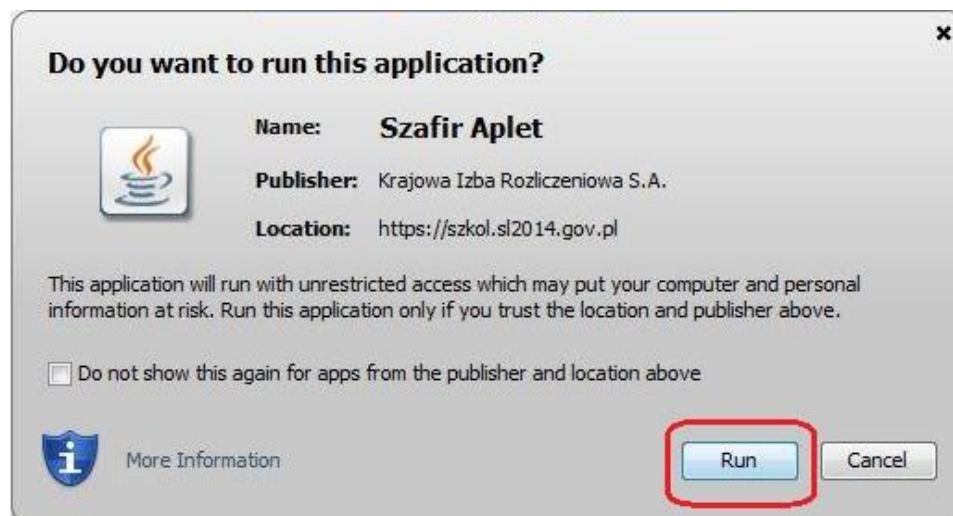 Do you want to run this application?
Name: Szafir Aplet
Publisher: Krajowa Izba Rozliczeniowa S.A.
Location: https://szkol.sl2014.gov.pl
This application will run with unrestricted access which may put your computer and personal
information at risk. Run this application only if you trust the location and publisher above.
Do not show this again for apps from the publisher and location above
More Information
Run
Cancel